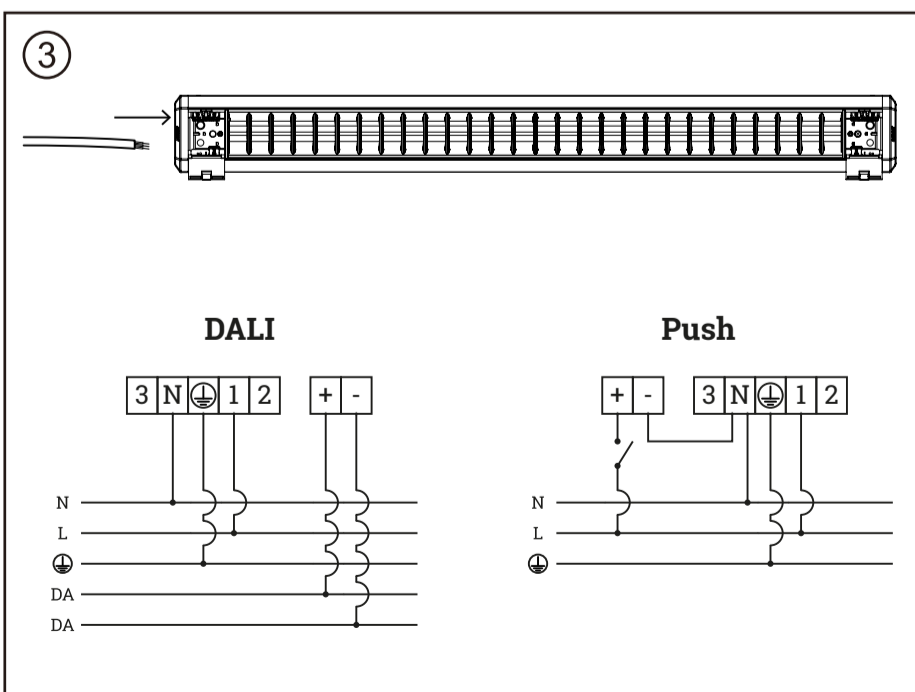 3
DALI
3 N ⏚ 1 2 + -
N
L
⏚
DA
DA
Push
+ - 3 N ⏚ 1 2
N
L
⏚